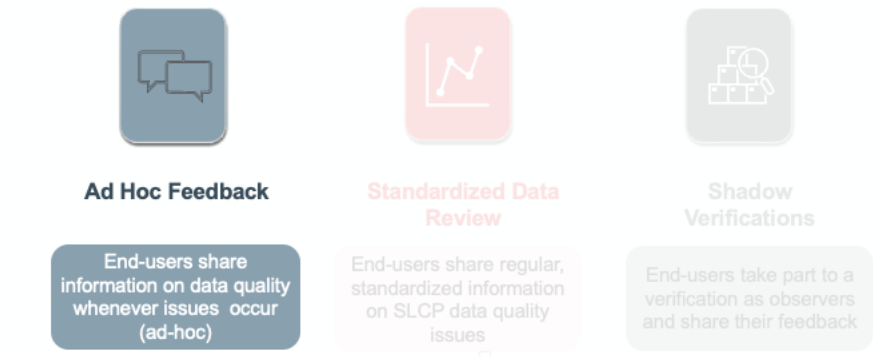 Ad Hoc Feedback
End-users share
information on data quality
whenever issues occur
(ad-hoc)
Standardized Data
Review
End-users share regular,
standardized information
on SLCP data quality
issues
Shadow
Verifications
End-users take part to a
verification as observers
and share their feedback